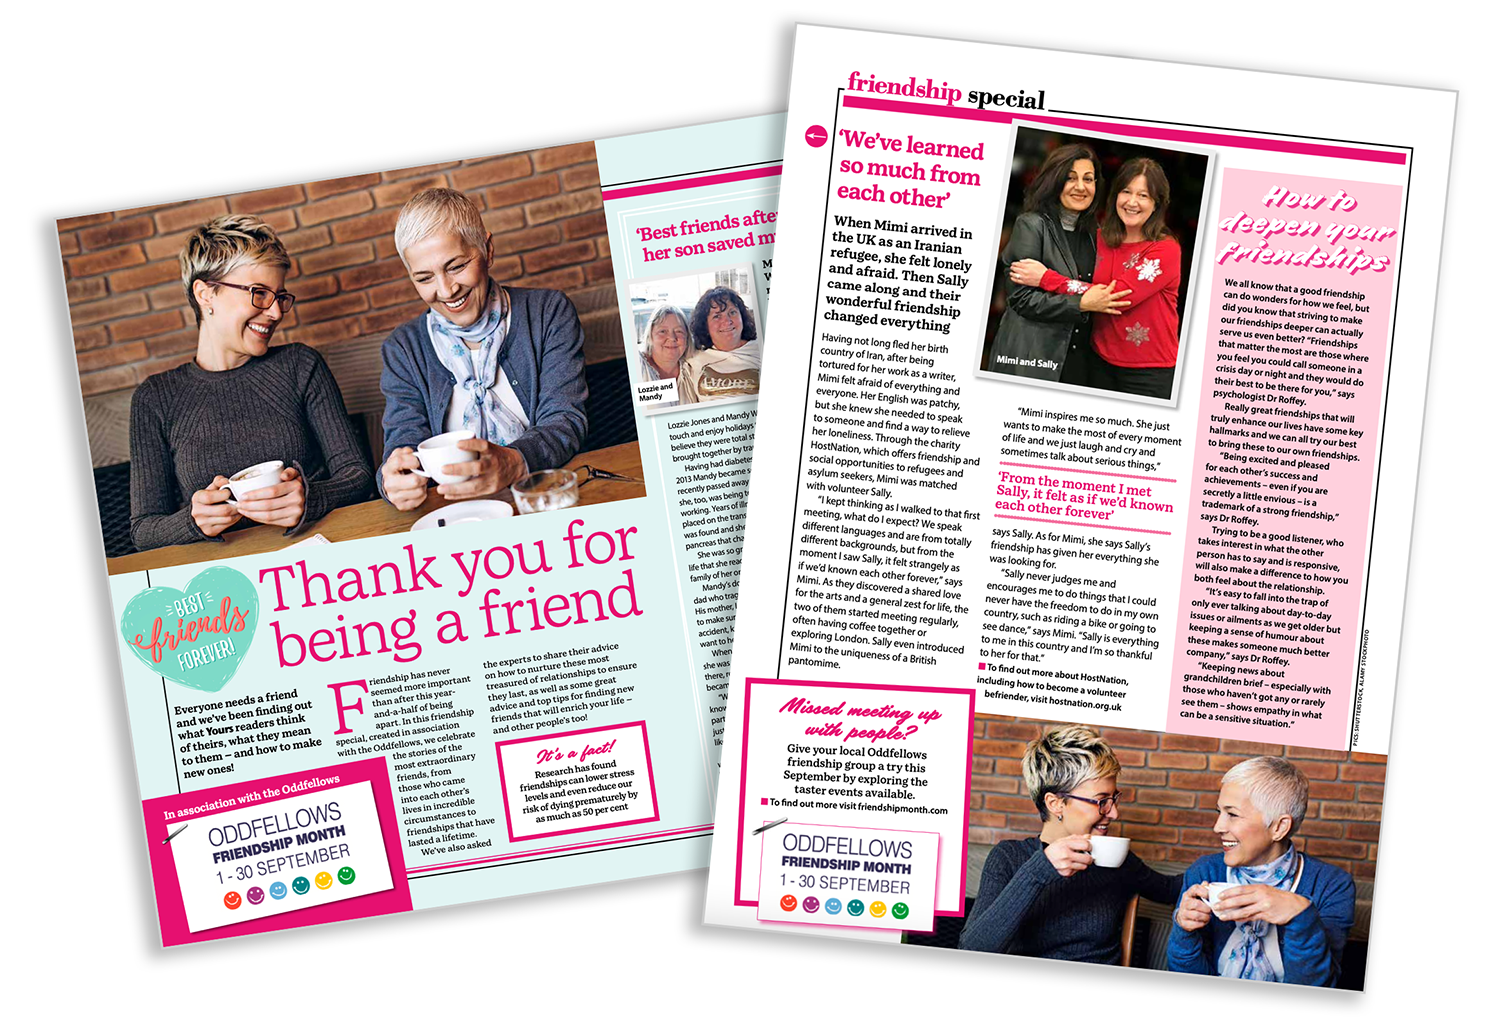 BEST
friends
FOREVER!
Thank you for
being a friend
Everyone needs a friend
and we've been finding out
what Yours readers think
of theirs, what they mean
to them – and how to make
new ones!
In association with the Oddfellows
ODDFELLOWS
FRIENDSHIP MONTH
1 - 30 SEPTEMBER
Friendship has never
seemed more important
than after this year-
and-a-half of being
apart. In this friendship
special, created in association
with the Oddfellows, we celebrate
the stories of the
most extraordinary
friends, from
those who came
into each other's
lives in incredible
circumstances to
friendships that have
lasted a lifetime.
We've also asked
the experts to share their advice
on how to nurture these most
treasured of relationships to ensure
they last, as well as some great
advice and top tips for finding new
friends that will enrich your life –
and other people's too!
It's a fact!
Research has found
friendships can lower stress
levels and even reduce our
risk of dying prematurely by
as much as 50 per cent
'Best friends after
her son saved m
Lozzie and
Mandy
Lozzie Jones and Mandy W
touch and enjoy holidays
believe they were total st
brought together by tra
Having had diabetes
2013 Mandy became s
recently passed away
she, too, was being t
working. Years of ill
placed on the trans
was found and she
pancreas that cha
She was so gr
life that she rea
family of her or
Mandy's do
dad who trag
His mother, L
to make sur
accident, k
want to he
When
she was
there, r
becam
"W
know
part
just
lik
friendship special
'We've learned
so much from
each other'
When Mimi arrived in
the UK as an Iranian
refugee, she felt lonely
and afraid. Then Sally
came along and their
wonderful friendship
changed everything
Having not long fled her birth
country of Iran, after being
tortured for her work as a writer,
Mimi felt afraid of everything and
everyone. Her English was patchy,
but she knew she needed to speak
to someone and find a way to relieve
her loneliness. Through the charity
HostNation, which offers friendship and
social opportunities to refugees and
asylum seekers, Mimi was matched
with volunteer Sally.
"I kept thinking as I walked to that first
meeting, what do I expect? We speak
different languages and are from totally
different backgrounds, but from the
moment I saw Sally, it felt strangely as
if we'd known each other forever," says
Mimi. As they discovered a shared love
for the arts and a general zest for life, the
two of them started meeting regularly,
often having coffee together or
exploring London. Sally even introduced
Mimi to the uniqueness of a British
pantomime.
Mimi and Sally
"Mimi inspires me so much. She just
wants to make the most of every moment
of life and we just laugh and cry and
sometimes talk about serious things,"
'From the moment I met
Sally, it felt as if we'd known
each other forever'
says Sally. As for Mimi, she says Sally's
friendship has given her everything she
was looking for.
"Sally never judges me and
encourages me to do things that I could
never have the freedom to do in my own
country, such as riding a bike or going to
see dance," says Mimi. "Sally is everything
to me in this country and I'm so thankful
to her for that."
To find out more about HostNation,
including how to become a volunteer
befriender, visit hostnation.org.uk
How to
deepen your
friendships
We all know that a good friendship
can do wonders for how we feel, but
did you know that striving to make
our friendships deeper can actually
serve us even better? "Friendships
that matter the most are those where
you feel you could call someone in a
crisis day or night and they would do
their best to be there for you," says
psychologist Dr Roffey.
Really great friendships that will
truly enhance our lives have some key
hallmarks and we can all try our best
to bring these to our own friendships.
"Being excited and pleased
for each other's success and
achievements – even if you are
secretly a little envious – is a
trademark of a strong friendship,"
says Dr Roffey.
Trying to be a good listener, who
takes interest in what the other
person has to say and is responsive,
will also make a difference to how you
both feel about the relationship.
"It's easy to fall into the trap of
only ever talking about day-to-day
issues or ailments as we get older but
keeping a sense of humour about
these makes someone much better
company," says Dr Roffey.
"Keeping news about
grandchildren brief – especially with
those who haven't got any or rarely
see them – shows empathy in what
can be a sensitive situation."
PICS: SHUTTERSTOCK, ALAMY STOCKPHOTO
Missed meeting up
with people?
Give your local Oddfellows
friendship group a try this
September by exploring the
taster events available.
To find out more visit friendshipmonth.com
ODDFELLOWS
FRIENDSHIP MONTH
1 - 30 SEPTEMBER